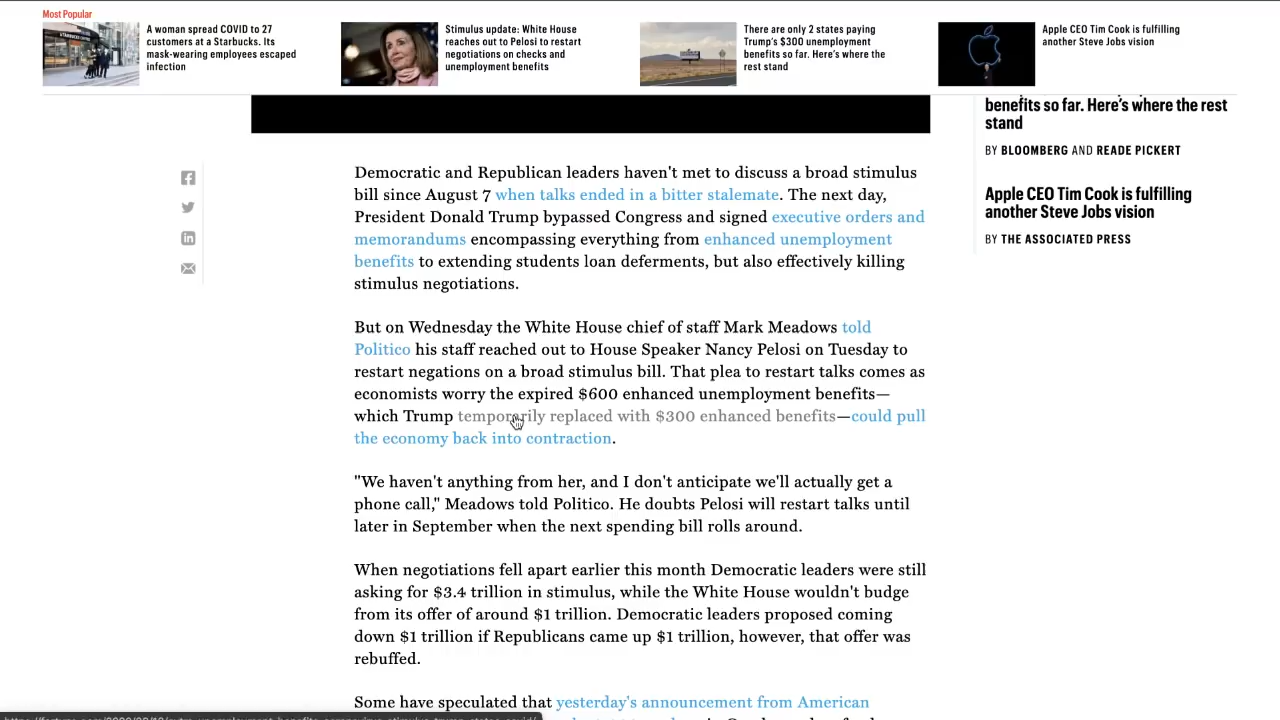 Most Popular
A woman spread COVID to 27
customers at a Starbucks. Its
mask-wearing employees escaped
infection
Stimulus update: White House
reaches out to Pelosi to restart
negotiations on checks and
unemployment benefits
There are only 2 states paying
Trump's $300 unemployment
benefits so far. Here's where the
rest stand
Apple CEO Tim Cook is fulfilling
another Steve Jobs vision
benefits so far. Here's where the rest
stand
BY BLOOMBERG AND READE PICKERT
Apple CEO Tim Cook is fulfilling
another Steve Jobs vision
BY THE ASSOCIATED PRESS
Democratic and Republican leaders haven't met to discuss a broad stimulus
bill since August 7 when talks ended in a bitter stalemate. The next day,
President Donald Trump bypassed Congress and signed executive orders and
memorandums encompassing everything from enhanced unemployment
benefits to extending students loan deferments, but also effectively killing
stimulus negotiations.
But on Wednesday the White House chief of staff Mark Meadows told
Politico his staff reached out to House Speaker Nancy Pelosi on Tuesday to
restart negations on a broad stimulus bill. That plea to restart talks comes as
economists worry the expired $600 enhanced unemployment benefits—
which Trump temporarily replaced with $300 enhanced benefits—could pull
the economy back into contraction.
"We haven't anything from her, and I don't anticipate we'll actually get a
phone call," Meadows told Politico. He doubts Pelosi will restart talks until
later in September when the next spending bill rolls around.
When negotiations fell apart earlier this month Democratic leaders were still
asking for $3.4 trillion in stimulus, while the White House wouldn't budge
from its offer of around $1 trillion. Democratic leaders proposed coming
down $1 trillion if Republicans came up $1 trillion, however, that offer was
rebuffed.
Some have speculated that yesterday's announcement from American